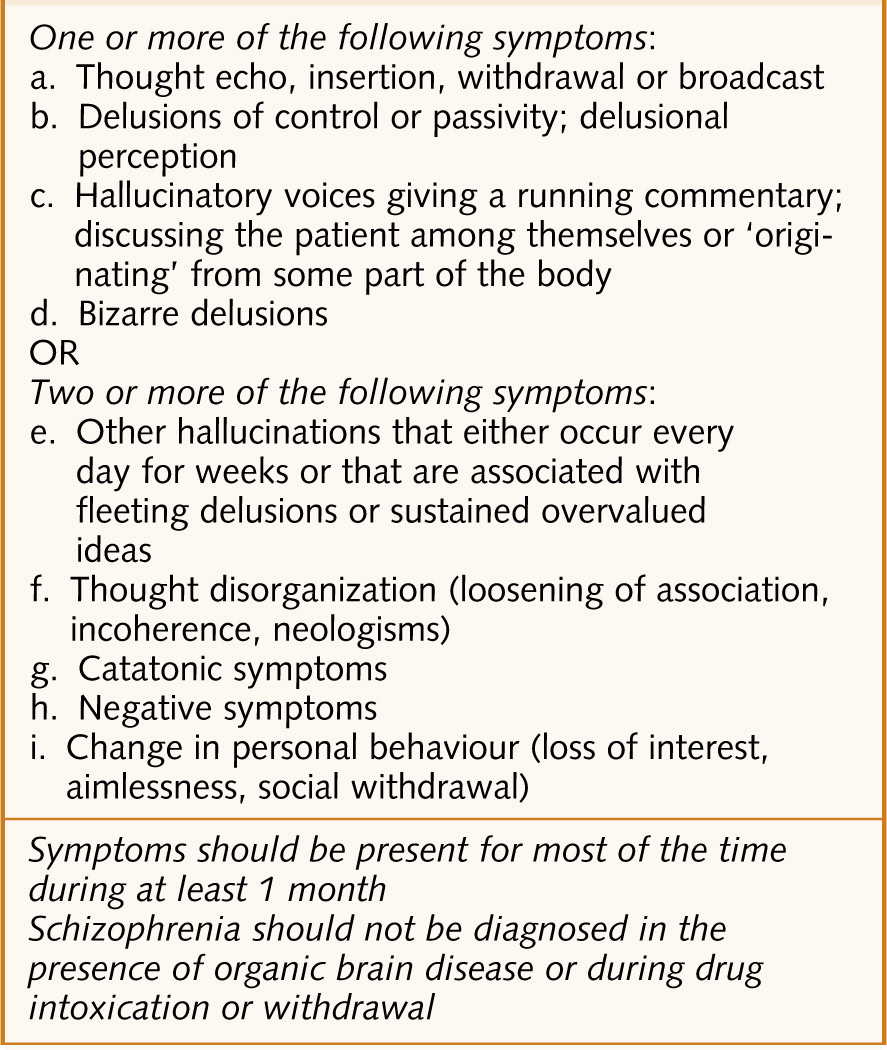 One or more of the following symptoms:
a. Thought echo, insertion, withdrawal or broadcast
b. Delusions of control or passivity; delusional
perception
c. Hallucinatory voices giving a running commentary;
discussing the patient among themselves or ‘origi-
nating’ from some part of the body
d. Bizarre delusions
OR
Two or more of the following symptoms:
e. Other hallucinations that either occur every
day for weeks or that are associated with
fleeting delusions or sustained overvalued
ideas
f. Thought disorganization (loosening of association,
incoherence, neologisms)
g. Catatonic symptoms
h. Negative symptoms
i. Change in personal behaviour (loss of interest,
aimlessness, social withdrawal)
Symptoms should be present for most of the time
during at least 1 month
Schizophrenia should not be diagnosed in the
presence of organic brain disease or during drug
intoxication or withdrawal